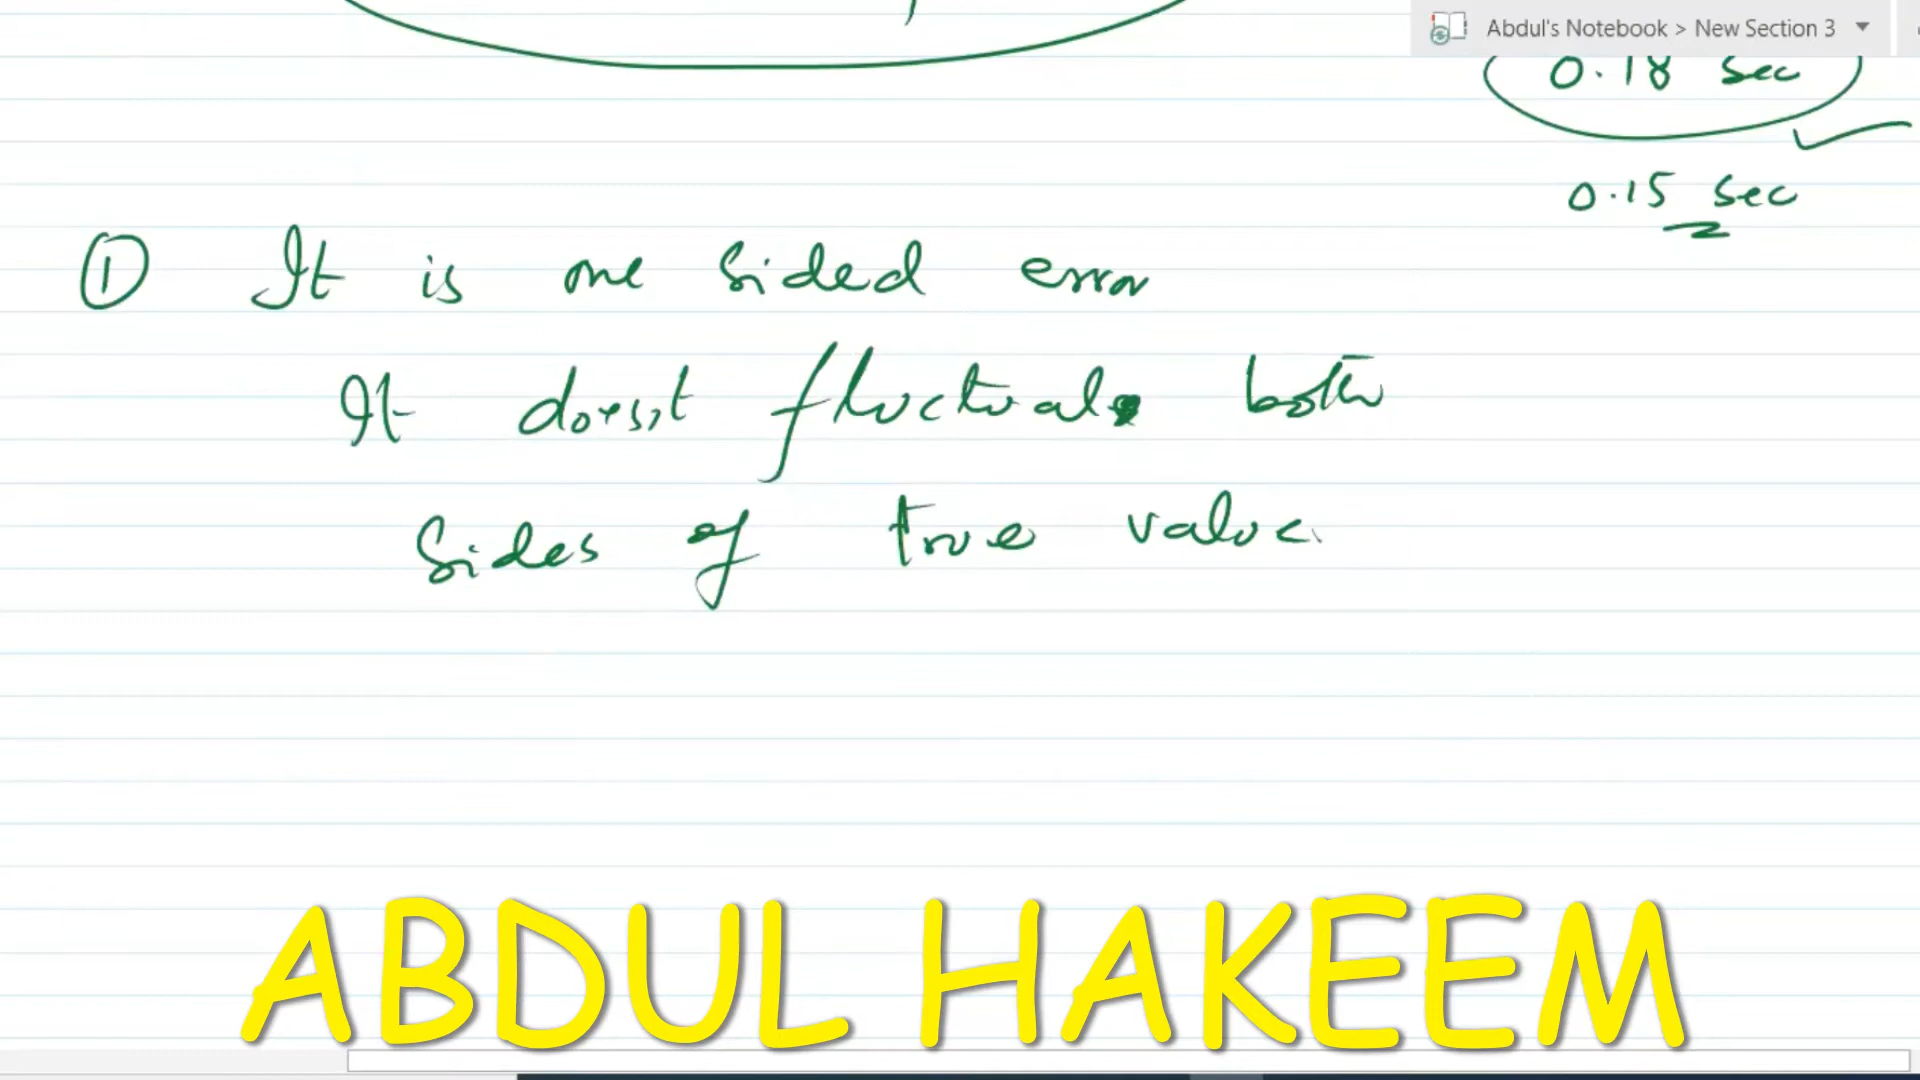 Abdul's Notebook > New Section 3
0.18 sec
0.15 sec
① It is one sided error
It doesn't fluctuate both
sides of true value.
ABDUL HAKEEM